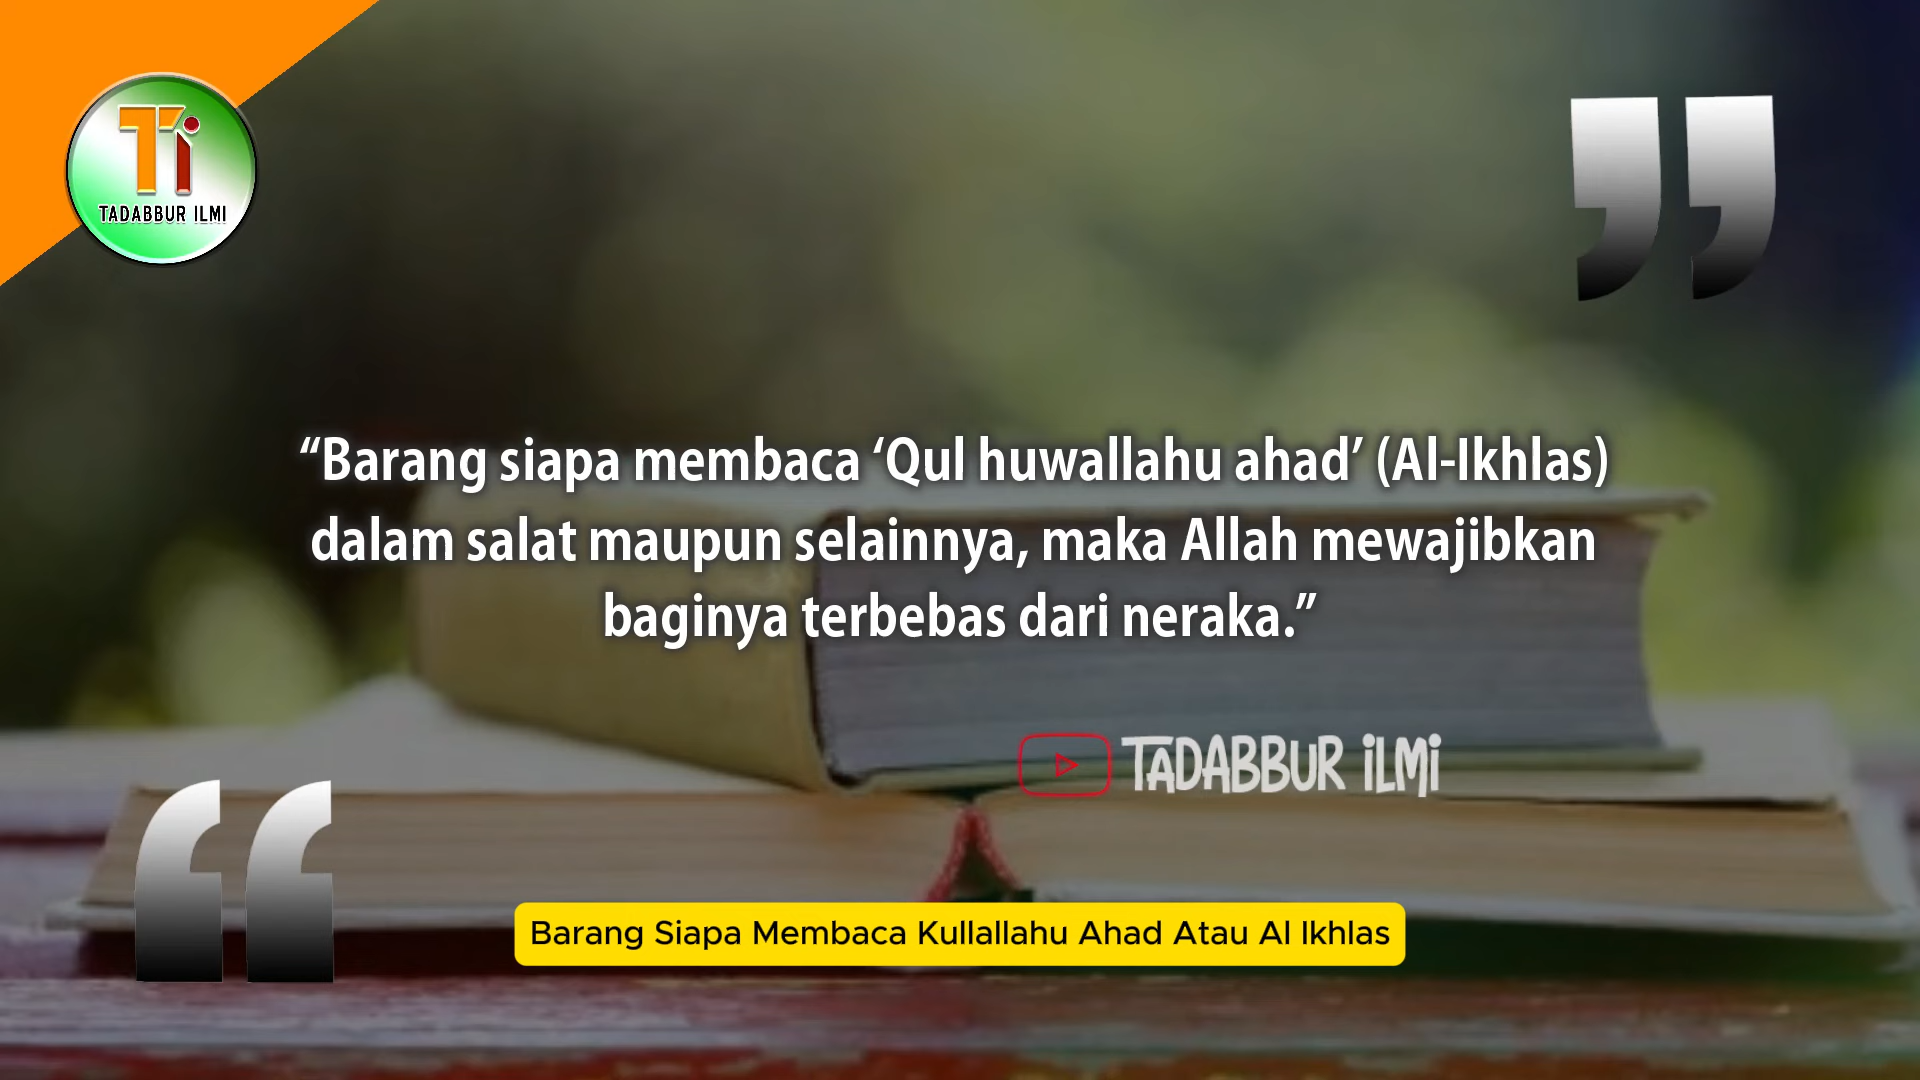 Ti
TADABBUR ILMI
“Barang siapa membaca ‘Qul huwallahu ahad’ (Al-Ikhlas)
dalam salat maupun selainnya, maka Allah mewajibkan
baginya terbebas dari neraka.”
TADABBUR iLMi
Barang Siapa Membaca Kullallahu Ahad Atau Al Ikhlas